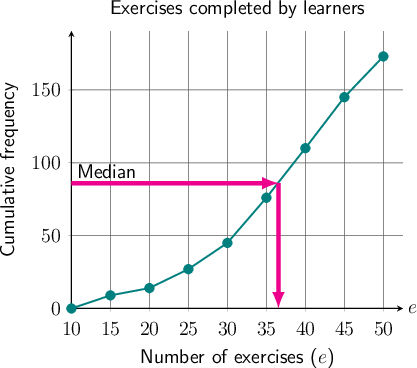 Exercises completed by learners
Cumulative frequency
150
100
50
0
Median
10 15 20 25 30 35 40 45 50
e
Number of exercises (e)